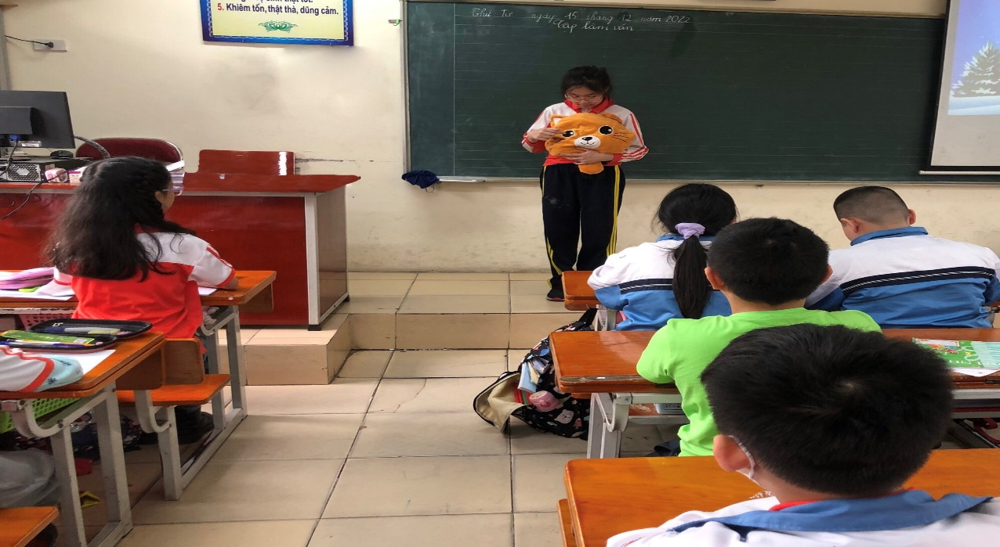 5. Khiêm tốn, thật thà, dũng cảm.
Thứ tư ngày 15 tháng 12 năm 2022
Tập làm văn